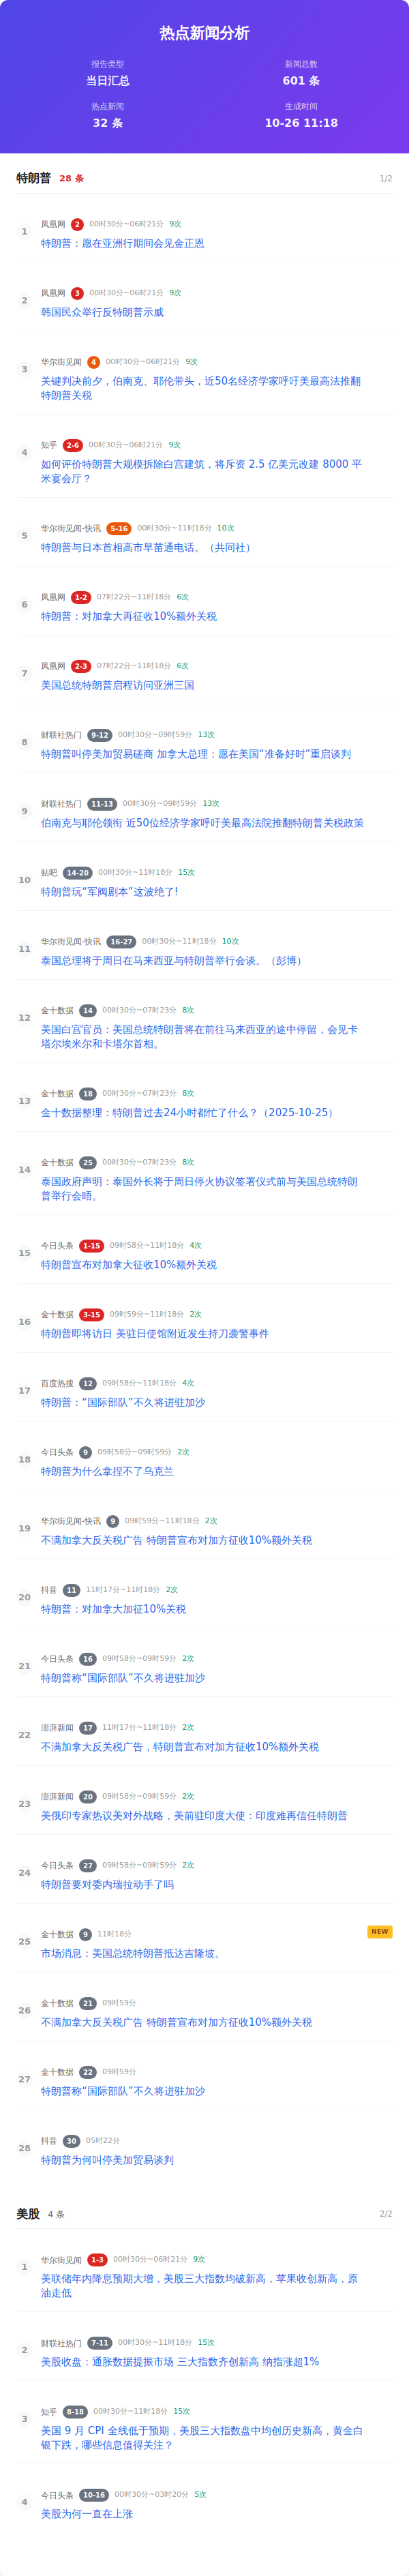 热点新闻分析
报告类型 新闻总数
当日汇总 601 条
热点新闻 生成时间
32 条 10-26 11:18
特朗普 28 条 1/2
1 凤凰网 2 00时30分~06时21分 9次
特朗普：愿在亚洲行期间会见金正恩
2 凤凰网 3 00时30分~06时21分 9次
韩国民众举行反特朗普示威
3 华尔街见闻 4 00时30分~06时21分 9次
关键判决前夕，伯南克、耶伦带头，近50名经济学家呼吁美最高法推翻
特朗普关税
4 知乎 2-6 00时30分~06时21分 9次
如何评价特朗普大规模拆除白宫建筑，将斥资 2.5 亿美元改建 8000 平
米宴会厅？
5 华尔街见闻-快讯 5-16 00时30分~11时18分 10次
特朗普与日本首相高市早苗通电话。（共同社）
6 凤凰网 1-2 07时22分~11时18分 6次
特朗普：对加拿大再征收10%额外关税
7 凤凰网 2-3 07时22分~11时18分 6次
美国总统特朗普启程访问亚洲三国
8 财联社热门 9-12 00时30分~09时59分 13次
特朗普叫停美加贸易磋商 加拿大总理：愿在美国“准备好时”重启谈判
9 财联社热门 11-13 00时30分~09时59分 13次
伯南克与耶伦领衔 近50位经济学家呼吁美最高法院推翻特朗普关税政策
10 贴吧 14-20 00时30分~11时18分 15次
特朗普玩“军阀剧本”这波绝了!
11 华尔街见闻-快讯 16-27 00时30分~11时18分 10次
泰国总理将于周日在马来西亚与特朗普举行会谈。（彭博）
12 金十数据 14 00时30分~07时23分 8次
美国白宫官员：美国总统特朗普将在前往马来西亚的途中停留，会见卡
塔尔埃米尔和卡塔尔首相。
13 金十数据 18 00时30分~07时23分 8次
金十数据整理：特朗普过去24小时都忙了什么？（2025-10-25）
14 金十数据 25 00时30分~07时23分 8次
泰国政府声明：泰国外长将于周日停火协议签署仪式前与美国总统特朗
普举行会晤。
15 今日头条 1-15 09时58分~11时18分 4次
特朗普宣布对加拿大征收10%额外关税
16 金十数据 3-15 09时59分~11时18分 2次
特朗普即将访日 美驻日使馆附近发生持刀袭警事件
17 百度热搜 12 09时58分~11时18分 4次
特朗普：“国际部队”不久将进驻加沙
18 今日头条 9 09时58分~09时59分 2次
特朗普为什么拿捏不了乌克兰
19 华尔街见闻-快讯 9 09时59分~11时18分 2次
不满加拿大反关税广告 特朗普宣布对加方征收10%额外关税
20 抖音 11 11时17分~11时18分 2次
特朗普：对加拿大加征10%关税
21 今日头条 16 09时58分~09时59分 2次
特朗普称“国际部队”不久将进驻加沙
22 澎湃新闻 17 11时17分~11时18分 2次
不满加拿大反关税广告，特朗普宣布对加方征收10%额外关税
23 澎湃新闻 20 09时58分~09时59分 2次
美俄印专家热议美对外战略，美前驻印度大使：印度难再信任特朗普
24 今日头条 27 09时58分~09时59分 2次
特朗普要对委内瑞拉动手了吗
25 金十数据 9 11时18分 NEW
市场消息：美国总统特朗普抵达吉隆坡。
26 金十数据 21 09时59分
不满加拿大反关税广告 特朗普宣布对加方征收10%额外关税
27 金十数据 22 09时59分
特朗普称“国际部队”不久将进驻加沙
28 抖音 30 05时22分
特朗普为何叫停美加贸易谈判
美股 4 条 2/2
1 华尔街见闻 1-3 00时30分~06时21分 9次
美联储年内降息预期大增，美股三大指数均破新高，苹果收创新高，原
油走低
2 财联社热门 7-11 00时30分~11时18分 15次
美股收盘：通胀数据提振市场 三大指数齐创新高 纳指涨超1%
3 知乎 8-18 00时30分~11时18分 15次
美国 9 月 CPI 全线低于预期，美股三大指数盘中均创历史新高，黄金白
银下跌，哪些信息值得关注？
4 今日头条 10-16 00时30分~03时20分 5次
美股为何一直在上涨